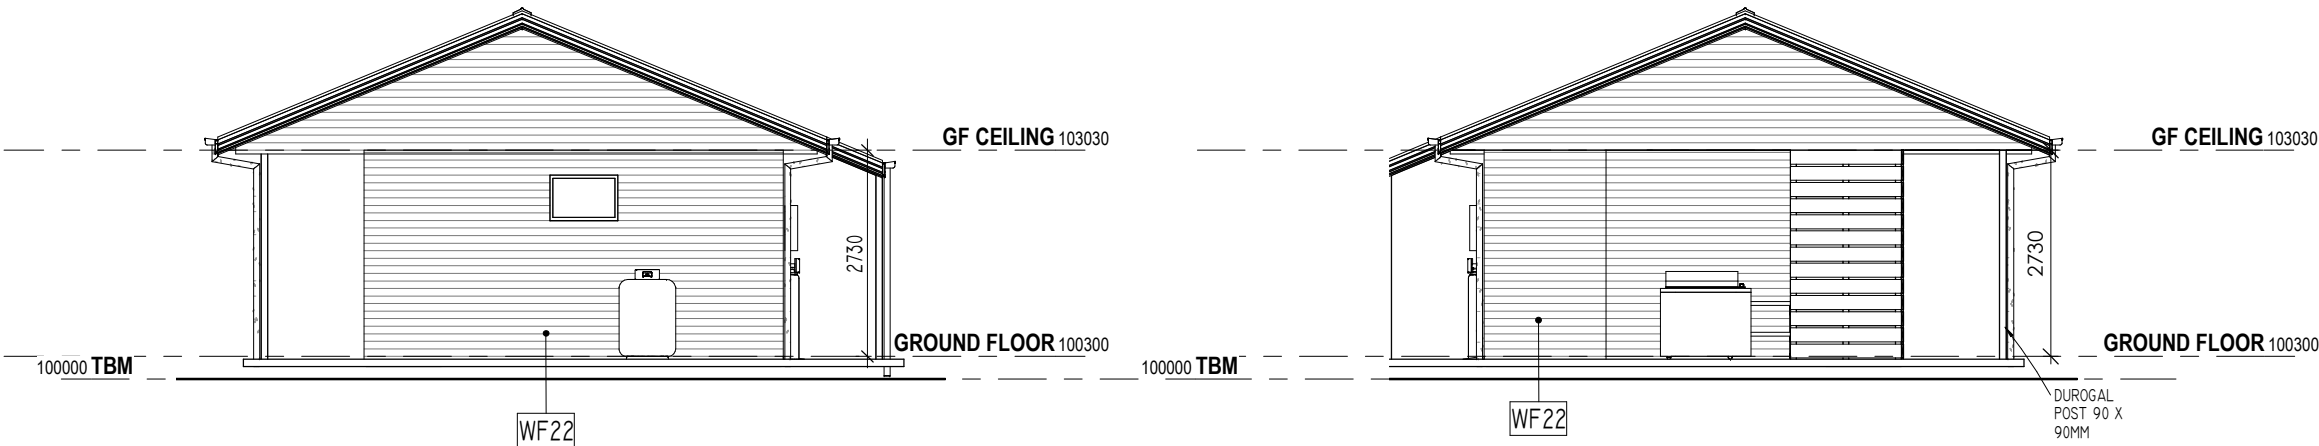 GF CEILING 103030
2730
GROUND FLOOR 100300
100000 TBM
WF22
GF CEILING 103030
2730
GROUND FLOOR 100300
100000 TBM
DUROGAL
POST 90 X
90MM
WF22